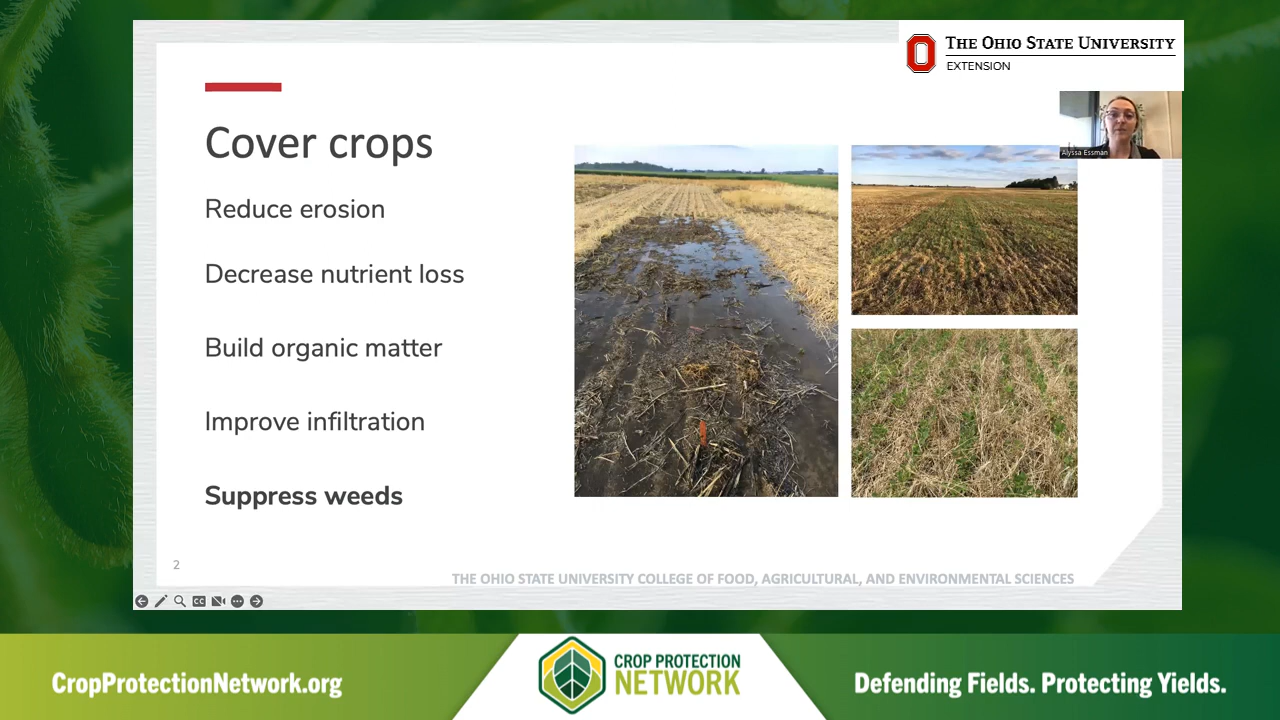 THE OHIO STATE UNIVERSITY
EXTENSION
Alyssa Essman
Cover crops
Reduce erosion
Decrease nutrient loss
Build organic matter
Improve infiltration
Suppress weeds
2
THE OHIO STATE UNIVERSITY COLLEGE OF FOOD, AGRICULTURAL, AND ENVIRONMENTAL SCIENCES
CC
CropProtectionNetwork.org
CROP PROTECTION
NETWORK
Defending Fields. Protecting Yields.